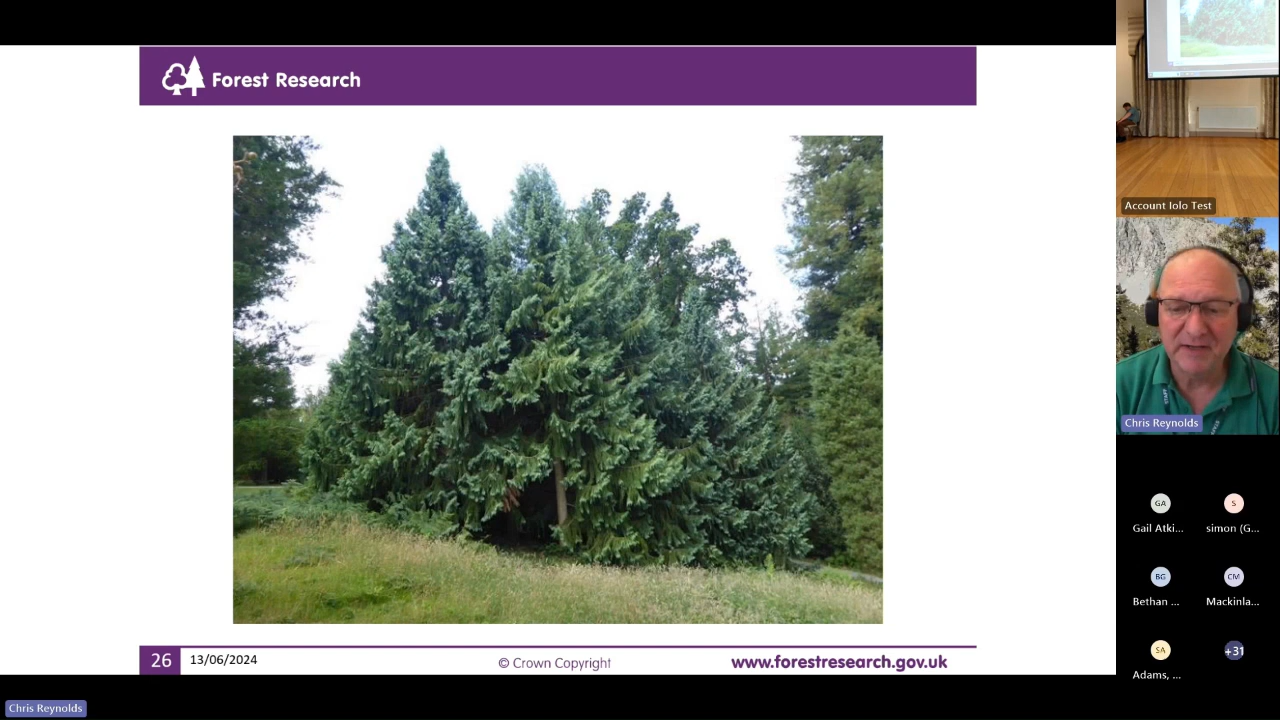 Forest Research
26
13/06/2024
© Crown Copyright
www.forestresearch.gov.uk
Chris Reynolds
Account Iolo Test
Chris Reynolds
GA
Gail Atki...
S
simon (G...
BG
Bethan ...
CM
Mackinla...
SA
Adams, ...
+31